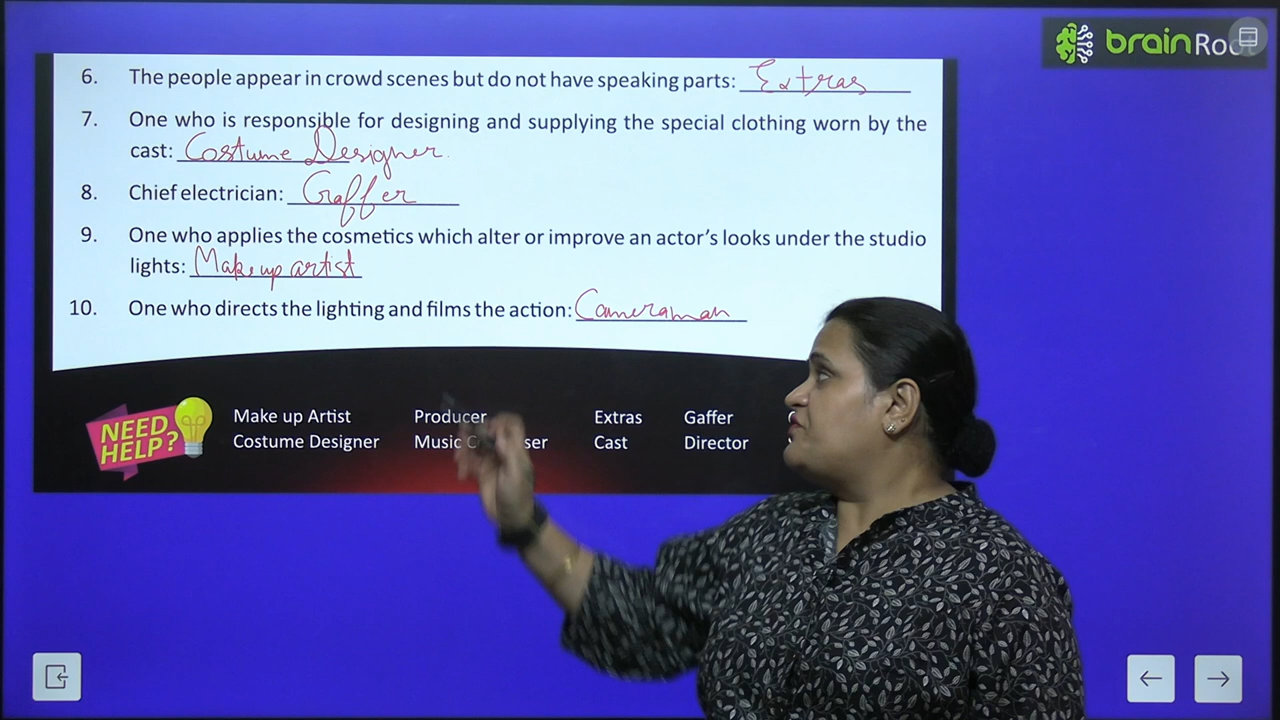 brainRo
6. The people appear in crowd scenes but do not have speaking parts: Extras
7. One who is responsible for designing and supplying the special clothing worn by the
cast: Costume Designer.
8. Chief electrician: Graffer
9. One who applies the cosmetics which alter or improve an actor's looks under the studio
lights: Makeup artist
10. One who directs the lighting and films the action: Cameraman
NEED HELP?
Make up Artist Producer Extras Gaffer
Costume Designer Music Cast Director